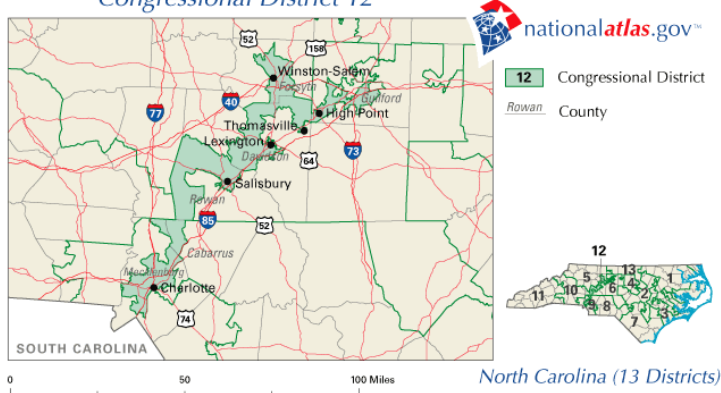 Congressional District 12
nationalatlas.gov™
52
158
Winston-Salem
Forsyth
12 Congressional District
Rowan County
40
77
Guilford
High Point
Thomasville
Lexington
Davidson
64
73
Salisbury
Rowan
85
52
Cabarrus
Mecklenburg
Charlotte
74
SOUTH CAROLINA
12
13
5
1
4
10
6
2
11
9
8
3
7
0 50 100 Miles
North Carolina (13 Districts)